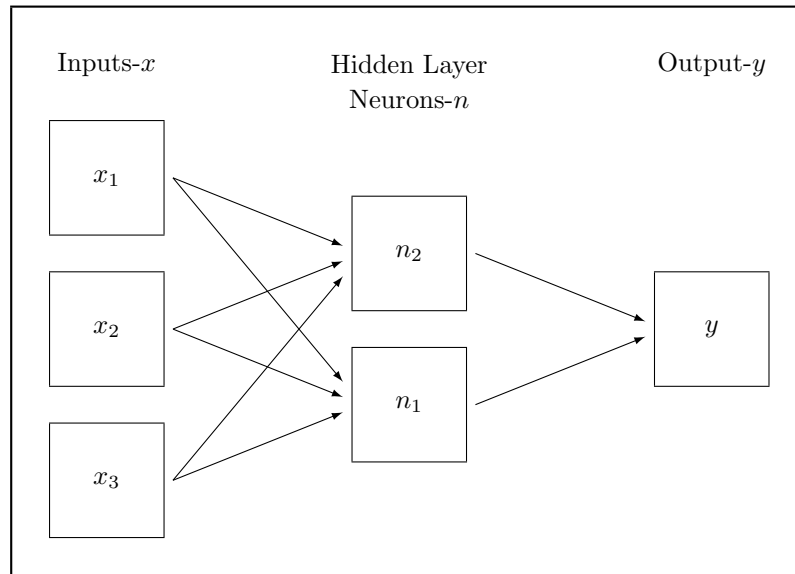 Inputs-x
Hidden Layer
Neurons-n
Output-y
x₁
x₂
x₃
n₂
n₁
y